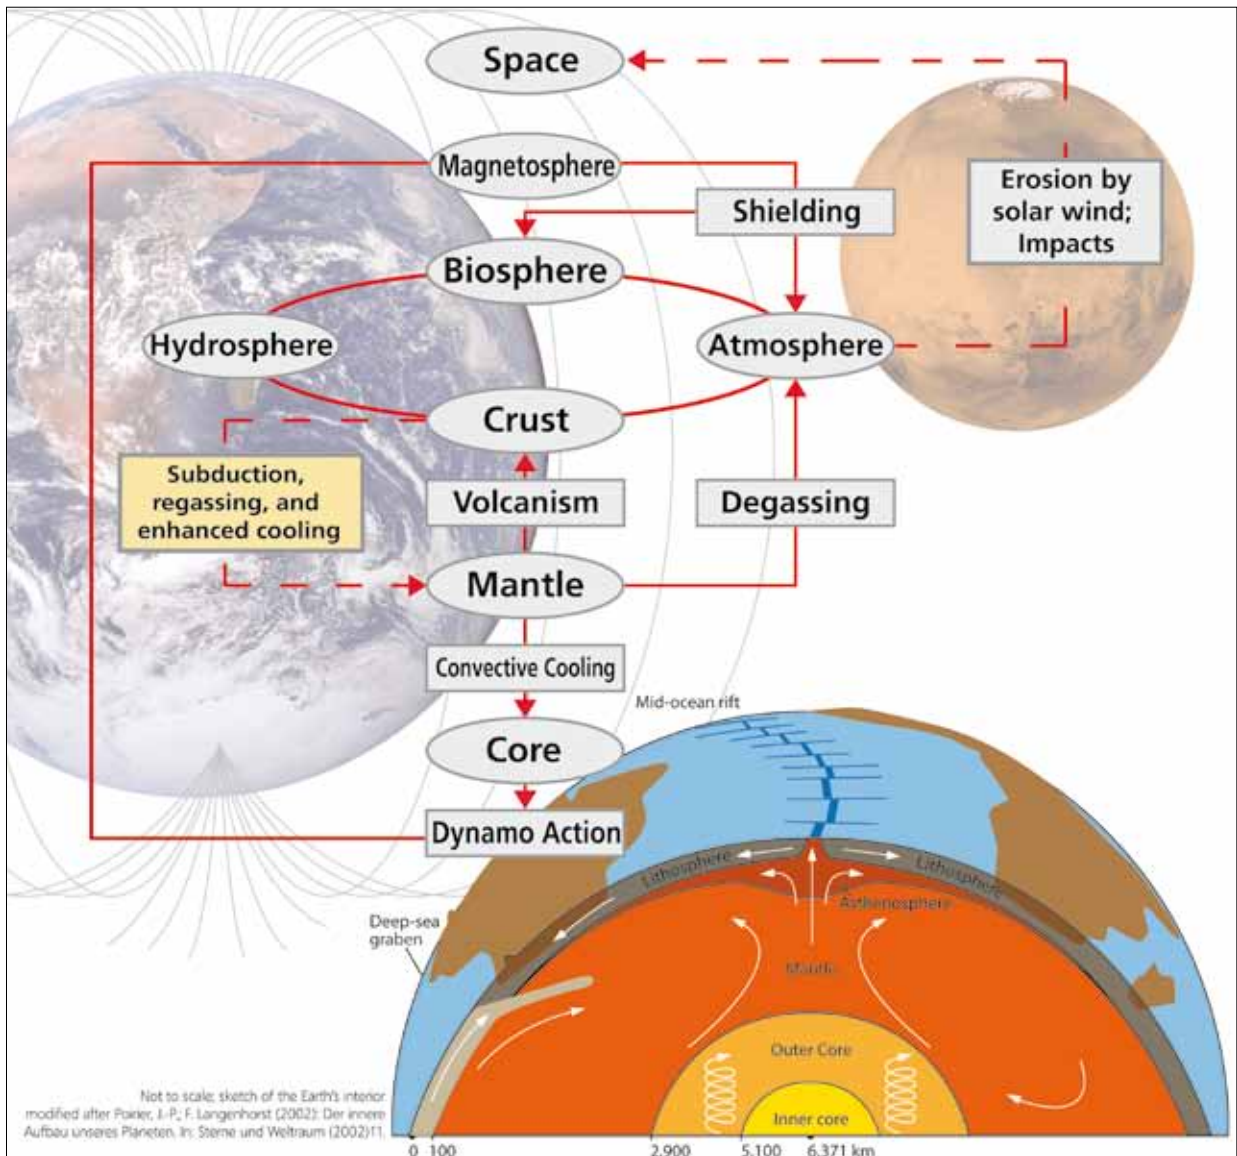 Space
Magnetosphere
Erosion by
solar wind;
Impacts
Shielding
Biosphere
Hydrosphere
Atmosphere
Crust
Subduction,
regassing, and
enhanced cooling
Volcanism
Degassing
Mantle
Convective Cooling
Core
Dynamo Action
Mid-ocean rift
Lithosphere
Lithosphere
Asthenosphere
Deep-sea
graben
Mantle
Outer Core
Inner core
Not to scale; sketch of the Earth's interior
modified after Poirier, J.-P.; F. Langenhorst (2002): Der innere
Aufbau unseres Planeten. In: Sterne und Weltraum (2002)11.
0 100 2.900 5.100 6.371 km